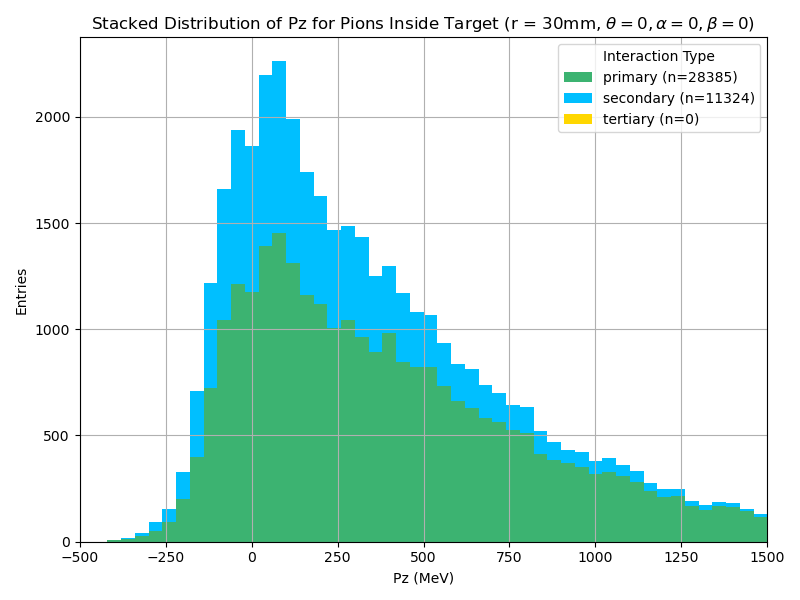 Stacked Distribution of Pz for Pions Inside Target (r = 30mm, θ = 0, α = 0, β = 0)
Interaction Type
primary (n=28385)
secondary (n=11324)
tertiary (n=0)
Entries
2000
1500
1000
500
0
−500 −250 0 250 500 750 1000 1250 1500
Pz (MeV)